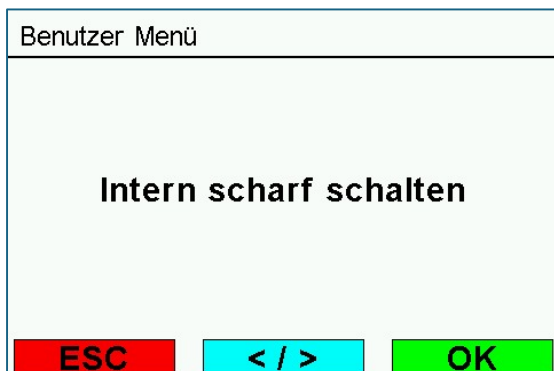 Benutzer Menü
Intern scharf schalten
ESC < / > OK